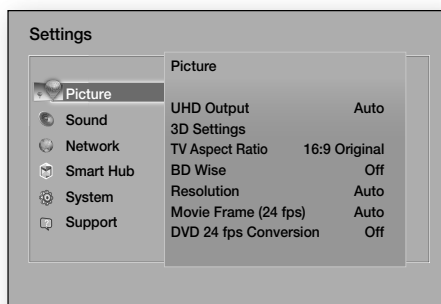 Settings
Picture
Sound
Network
Smart Hub
System
Support
Picture
UHD Output Auto
3D Settings
TV Aspect Ratio 16:9 Original
BD Wise Off
Resolution Auto
Movie Frame (24 fps) Auto
DVD 24 fps Conversion Off